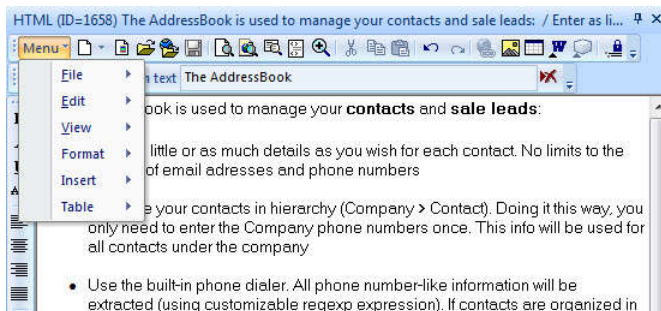 HTML (ID=1658) The AddressBook is used to manage your contacts and sale leads: / Enter as li...
Menu
File
Edit
View
Format
Insert
Table
text The AddressBook
ook is used to manage your contacts and sale leads:
little or as much details as you wish for each contact. No limits to the
of email adresses and phone numbers
your contacts in hierarchy (Company > Contact). Doing it this way, you
only need to enter the Company phone numbers once. This info will be used for
all contacts under the company
• Use the built-in phone dialer. All phone number-like information will be
extracted (using customizable regexp expression). If contacts are organized in